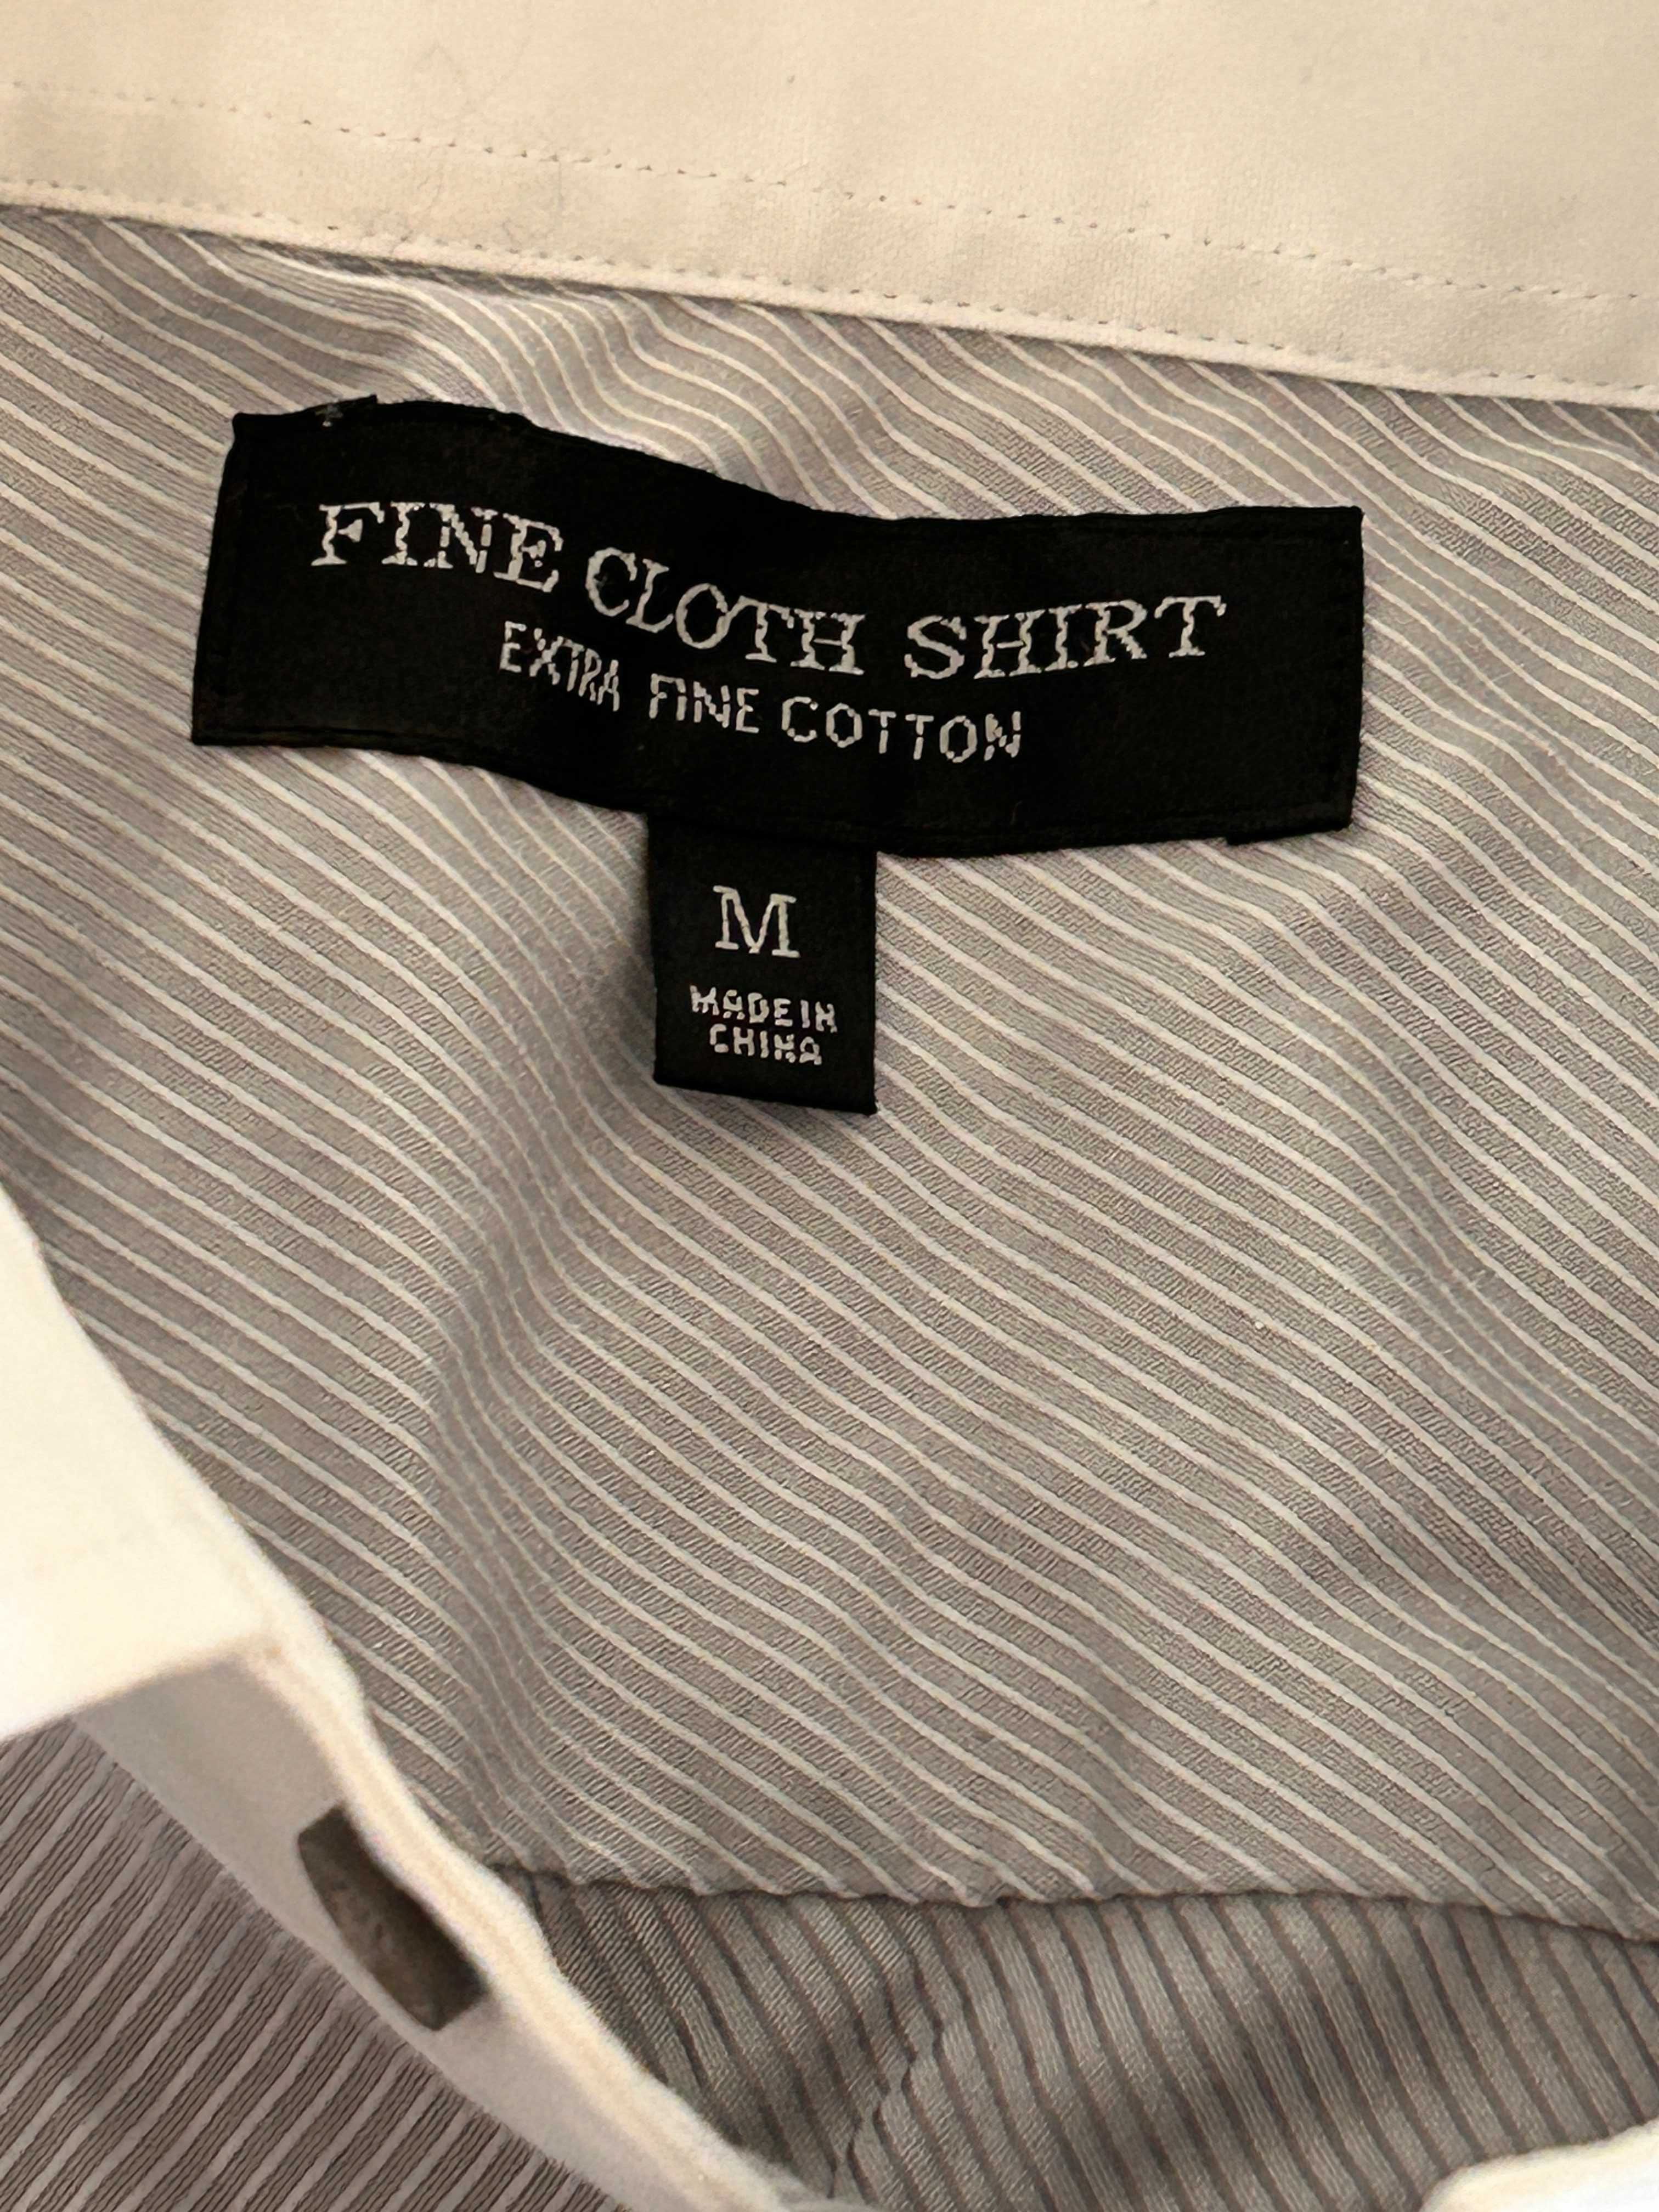 FINE CLOTH SHIRT
EXTRA FINE COTTON
M
MADE IN
CHINA